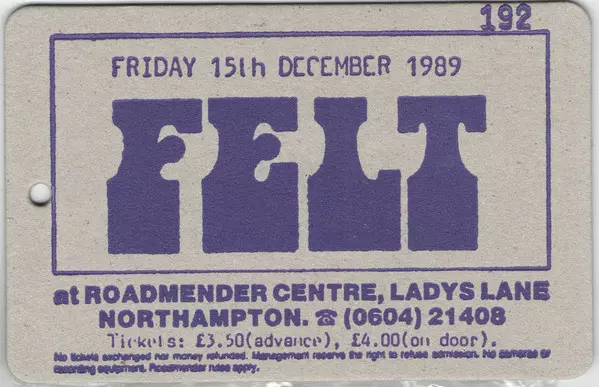 192
FRIDAY 15th DECEMBER 1989
FELT
at ROADMENDER CENTRE, LADYS LANE
NORTHAMPTON. ☎ (0604) 21408
Tickets: £3.50(advance), £4.00(on door).
No tickets exchanged nor money refunded. Management reserve the right to refuse admission. No cameras or
recording equipment. Roadmender rules apply.